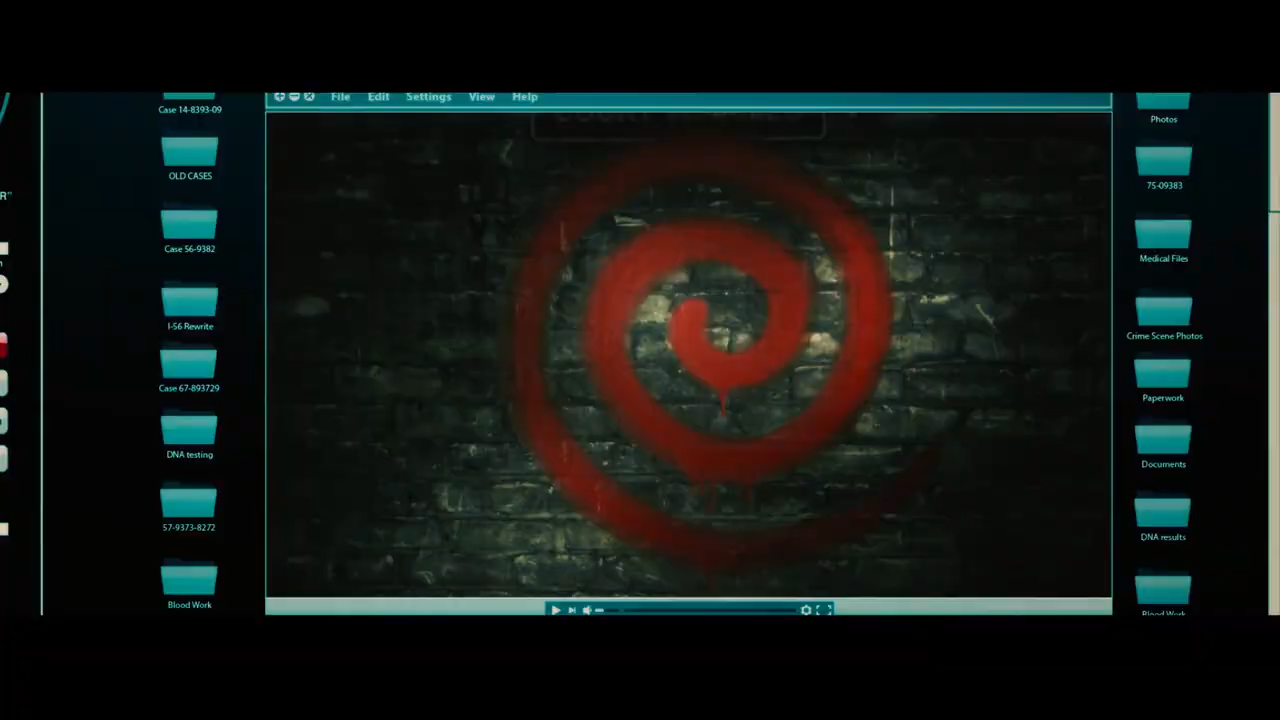 File Edit Settings View Help
Case 14-8393-09
OLD CASES
Case 56-9382
I-56 Rewrite
Case 67-893729
DNA testing
57-9373-8272
Blood Work
Photos
75-09383
Medical Files
Crime Scene Photos
Paperwork
Documents
DNA results
Blood Work
R"